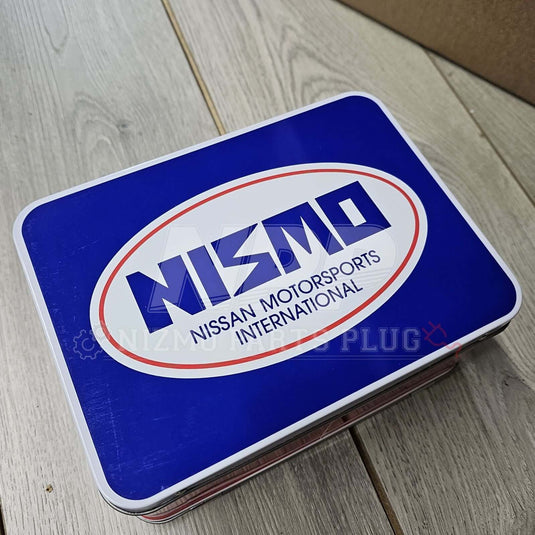 NISMO
NISSAN MOTORSPORTS
INTERNATIONAL
NIZMO PARTS PLUG